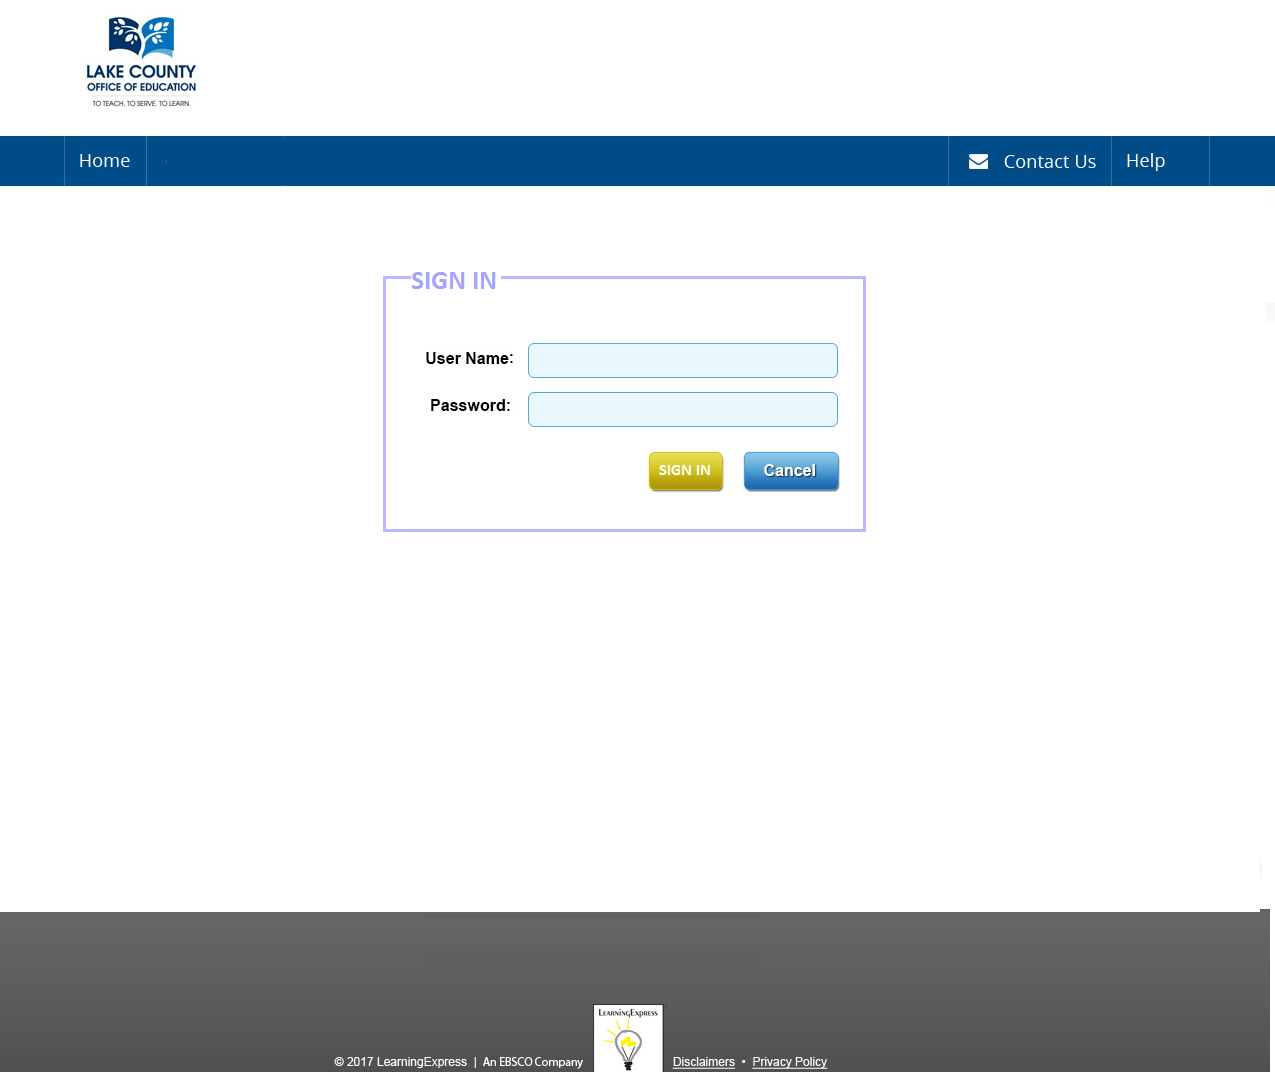 LAKE COUNTY
OFFICE OF EDUCATION
TO TEACH. TO SERVE. TO LEARN.
Home
Contact Us
Help
SIGN IN
User Name:
Password:
SIGN IN
Cancel
LEARNINGEXPRESS
© 2017 LearningExpress | An EBSCO Company
Disclaimers • Privacy Policy